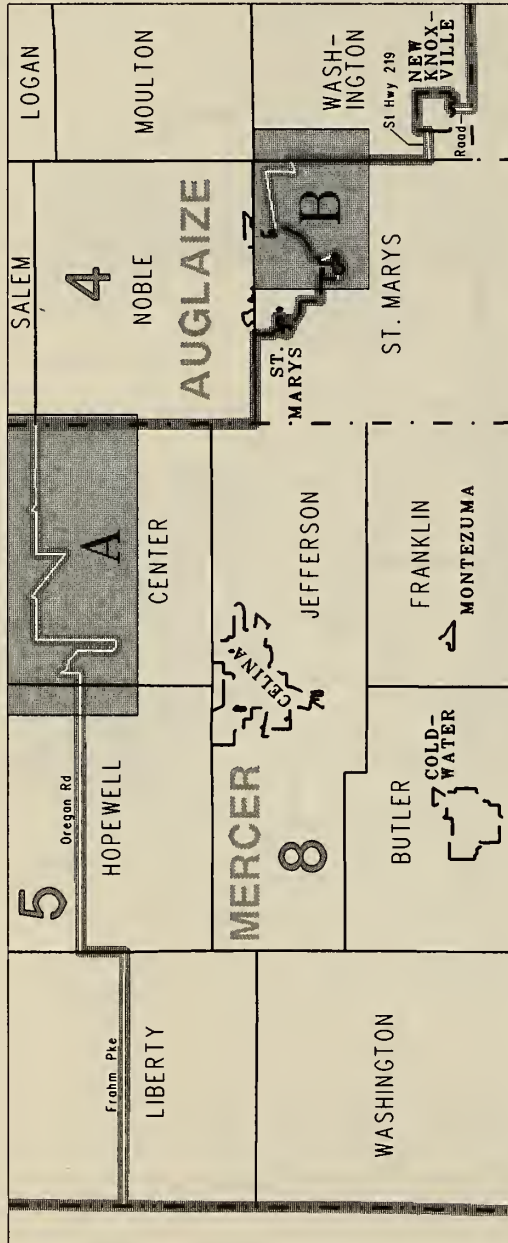 5
SALEM
LOGAN
Oregon Rd
4
A
Frahm Pke
HOPEWELL
NOBLE
MOULTON
LIBERTY
CENTER
AUGLAIZE
MERCER
CELINA
ST.
MARYS
8
JEFFERSON
B
WASH-
INGTON
WASHINGTON
ST. MARYS
St Hwy 219
NEW
KNOX-
VILLE
BUTLER
FRANKLIN
COLD-
WATER
MONTEZUMA
Road